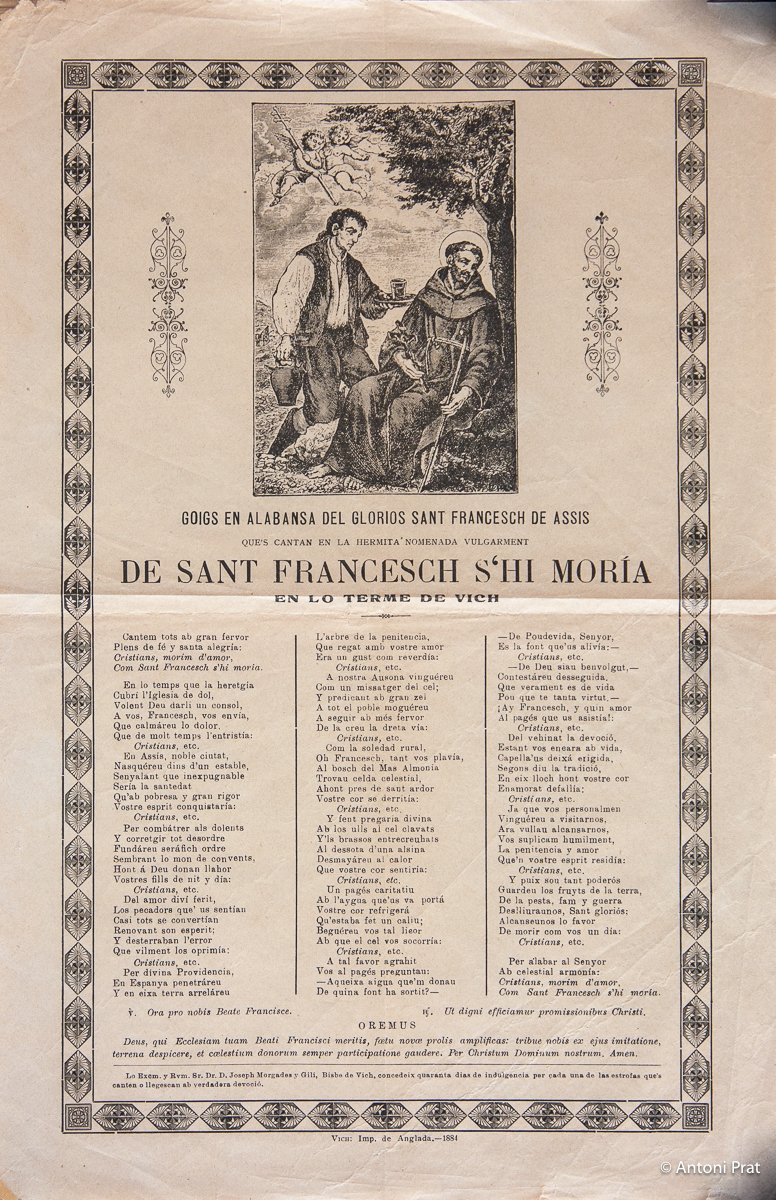 GOIGS EN ALABANSA DEL GLORIOS SANT FRANCESCH DE ASSIS
QUE'S CANTAN EN LA HERMITA NOMENADA VULGARMENT
DE SANT FRANCESCH S'HI MORÍA
EN LO TERME DE VICH
Cantem tots ab gran fervor
Plens de fé y santa alegria:
Cristians, morim d'amor,
Com Sant Francesch s'hi moria.
En lo temps que la heretgia
Cubrí l'Iglesia de dol,
Volent Deu darli un consol,
A vos, Francesch, vos envía,
Que calmáreu lo dolor
Que de molt temps l'entristía:
Cristians, etc.
En Assis, noble ciutat,
Nasquéreu dins d'un estable,
Senyalant que inexpugnable
Sería la santedat
Qu'ab pobresa y gran rigor
Vostre esprit conquistaría:
Cristians, etc.
Per combátrer als dolents
Y corretgir tot desordre
Fundáreu seráfich ordre
Sembrant lo mon de convents,
Hont á Deu donan llahor
Vostres fills de nit y día:
Cristians, etc.
Del amor diví ferit,
Los pecadors que' us sentian
Casi tots se convertían
Renovant son esperit;
Y desterraban l'error
Que vilment los oprimía:
Cristians, etc.
Per divina Providencia,
En Espanya penetráreu
Y en eixa terra arreláreu
L'arbre de la penitencia,
Que regat amb vostre amor
Era un gust com reverdía:
Cristians, etc.
A nostra Ausona vinguéreu
Com un missatger del cel;
Y predicant ab gran zel
A tot el poble moguéreu
A seguir ab més fervor
De la creu la dreta vía:
Cristians, etc.
Com la soledad rural,
Oh Francesch, tant vos plavía,
Al bosch del Mas Almonia
Trovau celda celestial,
Ahont pres de sant ardor
Vostre cor se derritía:
Cristians, etc.
Y fent pregaria divina
Ab los ulls al cel clavats
Y'ls brassos entrecreuhats
Al dessota d'una alsina
Desmayáreu al calor
Que vostre cor sentiría:
Cristians, etc.
Un pagés caritatiu
Ab l'aygua que'us va portá
Vostre cor refrigerá
Qu'estaba fet un caliu;
Beguéreu vos tal licor
Ab que el cel vos socorría:
Cristians, etc.
A tal favor agrahit
Vos al pagés preguntau:
—Aqueixa aigua que'm donau
De quina font ha sortit?—
—De Poudevida, Senyor,
Es la font que'us alivía:—
Cristians, etc.
—De Deu siau benvolgut,—
Contestáreu desseguida,
Que verament es de vida
Pou que te tanta virtut.—
¡Ay Francesch, y quin amor
Al pagés que us asistía!:
Cristians, etc.
Del vehinat la devoció,
Estant vos encara ab vida,
Capella'us deixá erigida,
Segons diu la tradició,
En eix lloch hont vostre cor
Enamorat defallía:
Cristians, etc.
Ja que vos personalmen
Vinguéreu a visitarnos,
Ara vullau alcansarnos,
Vos suplicam humilment,
La penitencia y amor
Que'n vostre esprit residía:
Cristians, etc.
Y puix sou tant poderós
Guardeu los fruyts de la terra,
De la pesta, fam y guerra
Deslliuraunos, Sant gloriós;
Alcanseunos lo favor
De morir com vos un día:
Cristians, etc.
Per alabar al Senyor
Ab celestial armonía:
Cristians, morim d'amor,
Com Sant Francesch s'hi moria.
℣. Ora pro nobis Beate Francisce.
℟. Ut digni efficiamur promissionibus Christi.
OREMUS
Deus, qui Ecclesiam tuam Beati Francisci meritis, fœtu novæ prolis amplificas: tribue nobis ex ejus imitatione,
terrena despicere, et cœlestium donorum semper participatione gaudere. Per Christum Dominum nostrum. Amen.
Lo Exem. y Rvm. Sr. Dr. D. Joseph Morgades y Gili, Bisbe de Vich, concedeix quaranta dias de indulgencia per cada una de las estrofas que's
canten o llegescan ab verdadera devoció.
VICH: Imp. de Anglada.—1884
© Antoni Prat